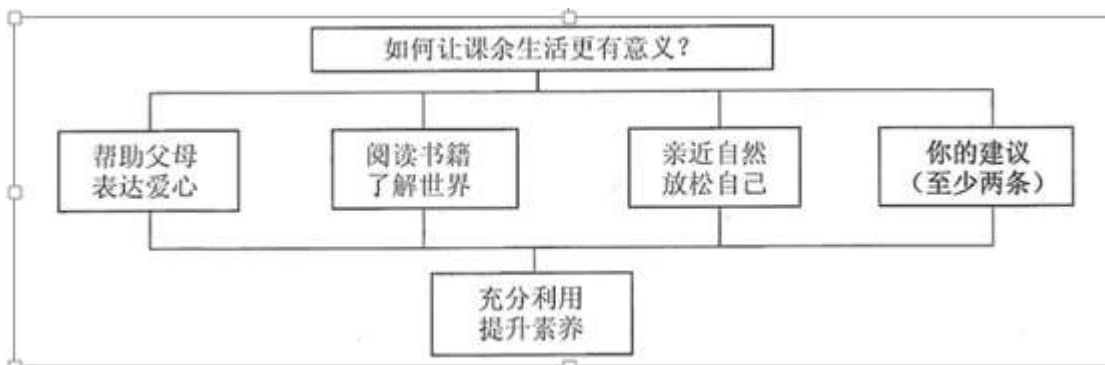 如何让课余生活更有意义?
帮助父母
表达爱心
阅读书籍
了解世界
亲近自然
放松自己
你的建议
（至少两条）
充分利用
提升素养